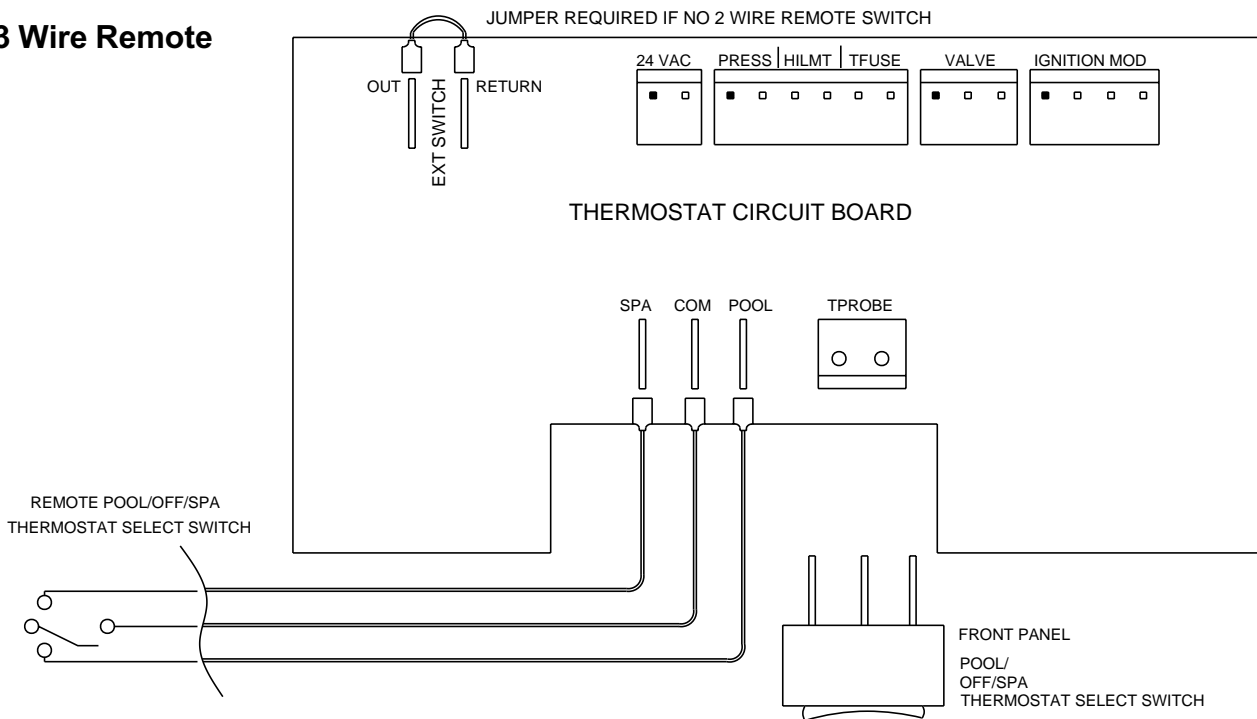 3 Wire Remote
JUMPER REQUIRED IF NO 2 WIRE REMOTE SWITCH
OUT
EXT SWITCH
RETURN
24 VAC
PRESS
HILMT
TFUSE
VALVE
IGNITION MOD
THERMOSTAT CIRCUIT BOARD
SPA
COM
POOL
TPROBE
REMOTE POOL/OFF/SPA
THERMOSTAT SELECT SWITCH
FRONT PANEL
POOL/
OFF/SPA
THERMOSTAT SELECT SWITCH